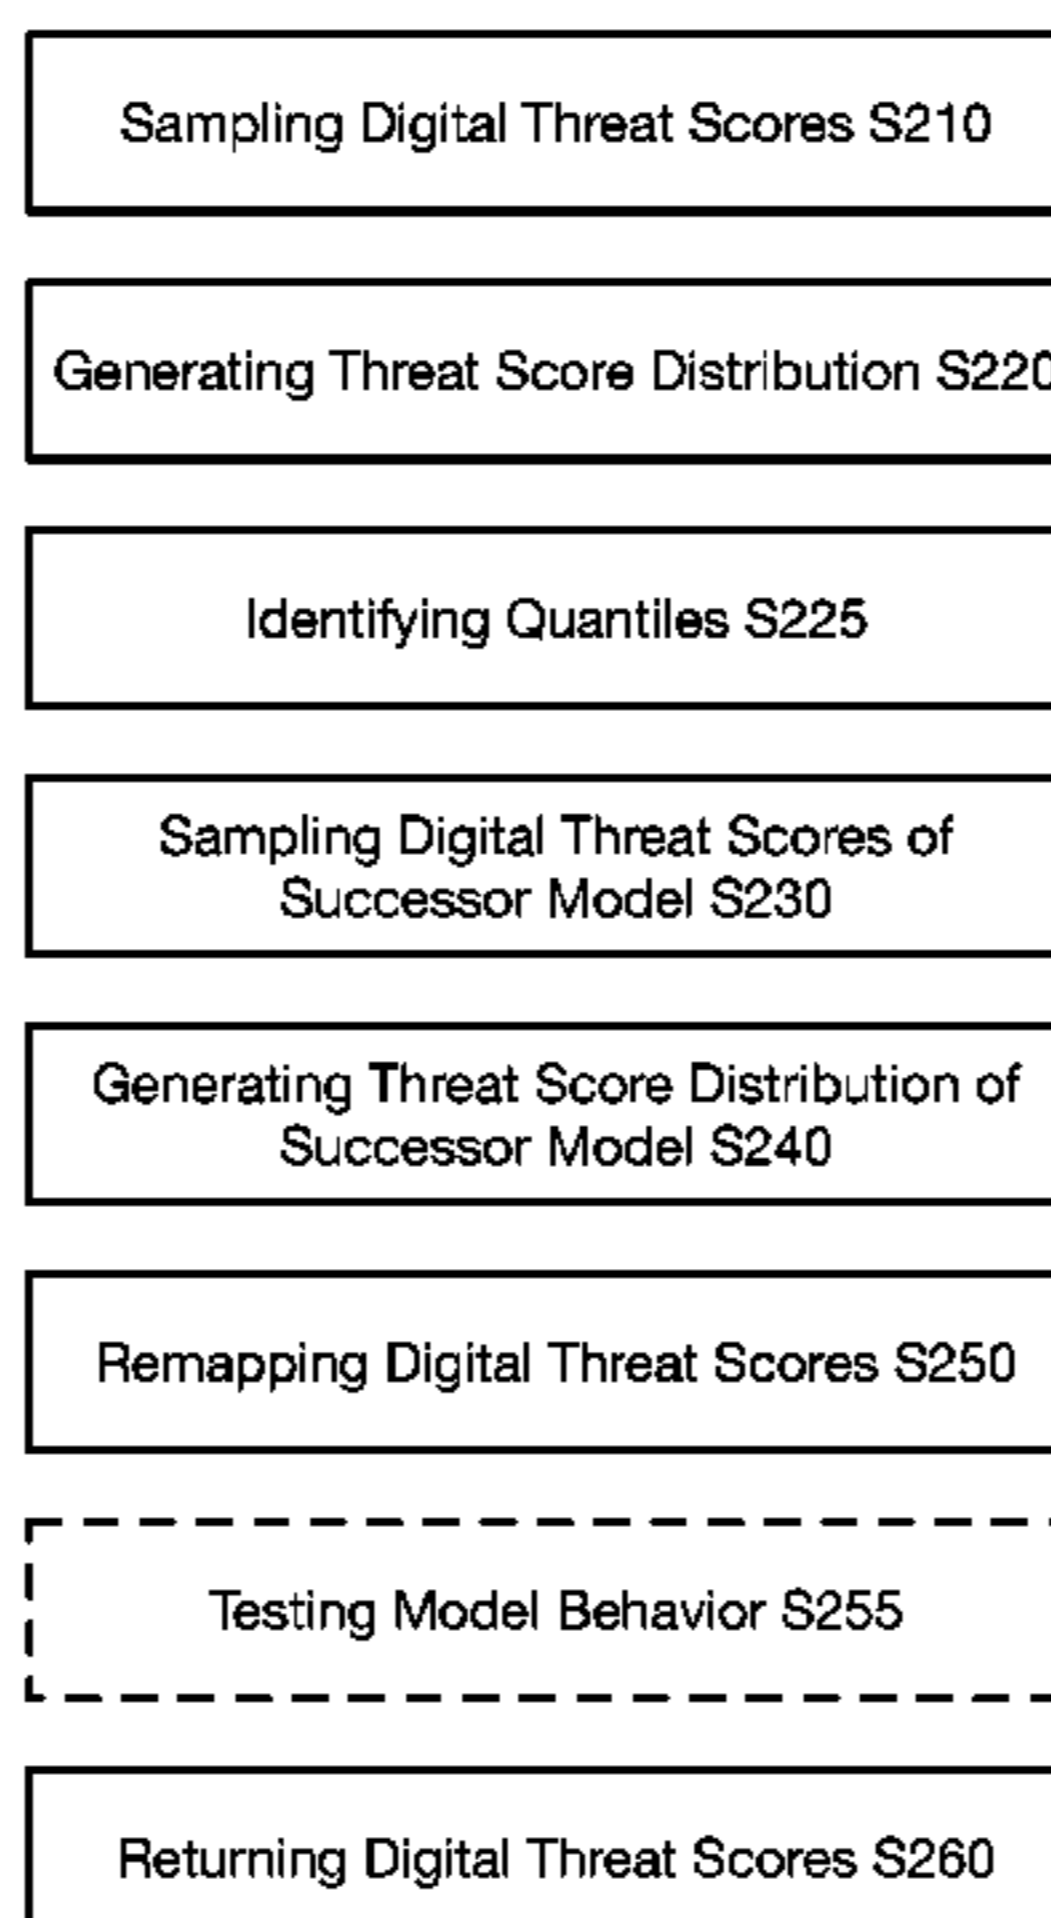 Sampling Digital Threat Scores S210
Generating Threat Score Distribution S220
Identifying Quantiles S225
Sampling Digital Threat Scores of
Successor Model S230
Generating Threat Score Distribution of
Successor Model S240
Remapping Digital Threat Scores S250
Testing Model Behavior S255
Returning Digital Threat Scores S260